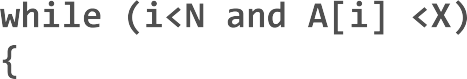 while (i<N and A[i] <X)
{